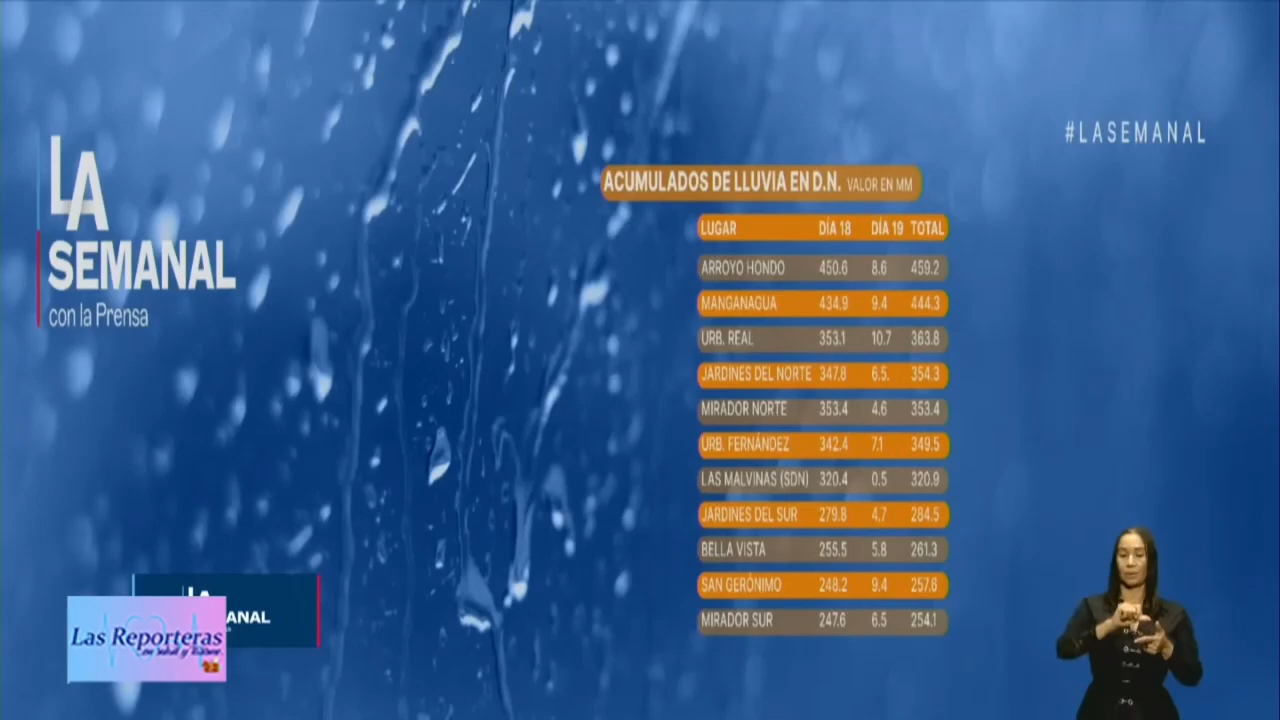 #LASEMANAL
LA
SEMANAL
con la Prensa
ACUMULADOS DE LLUVIA EN D.N. VALOR EN MM
LUGAR DÍA 18 DÍA 19 TOTAL
ARROYO HONDO 450.6 8.6 459.2
MANGANAGUA 434.9 9.4 444.3
URB. REAL 353.1 10.7 363.8
JARDINES DEL NORTE 347.8 6.5. 354.3
MIRADOR NORTE 353.4 4.6 353.4
URB. FERNÁNDEZ 342.4 7.1 349.5
LAS MALVINAS (SDN) 320.4 0.5 320.9
JARDINES DEL SUR 279.8 4.7 284.5
BELLA VISTA 255.5 5.8 261.3
SAN GERÓNIMO 248.2 9.4 257.6
MIRADOR SUR 247.6 6.5 254.1
LA
ANAL
Las Reporteras